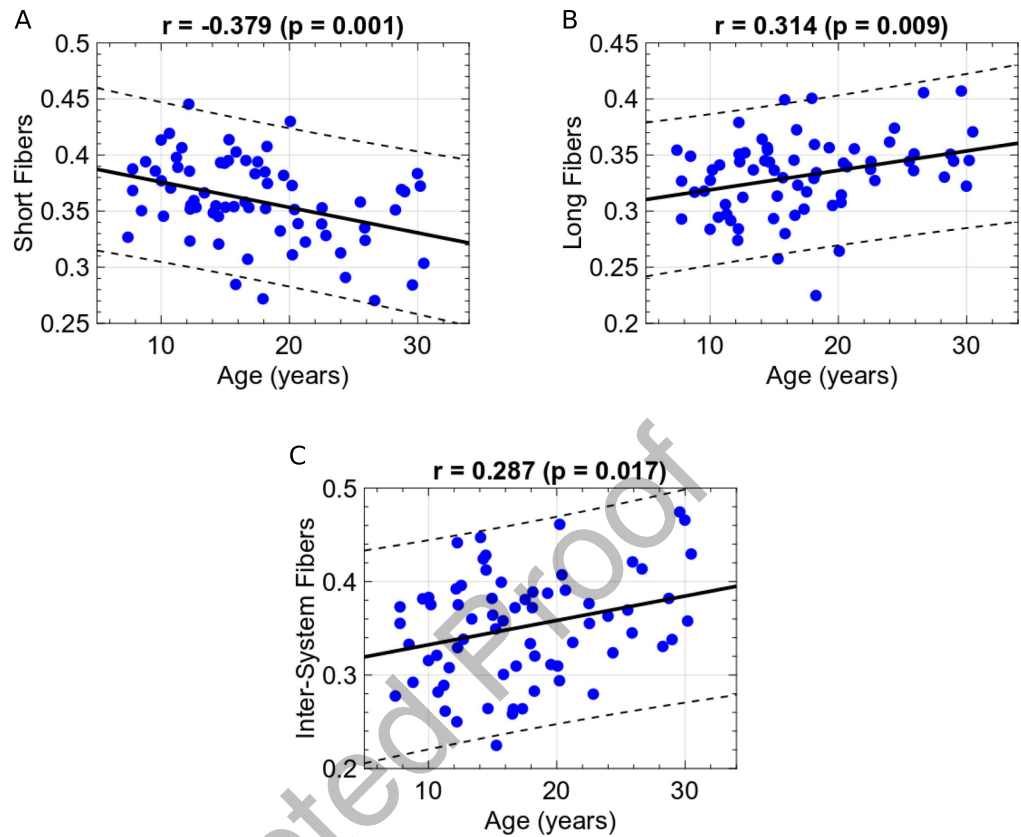 A
r = -0.379 (p = 0.001)
0.5
0.45
0.4
0.35
0.3
0.25
Short Fibers
10 20 30
Age (years)
B
r = 0.314 (p = 0.009)
0.45
0.4
0.35
0.3
0.25
0.2
Long Fibers
10 20 30
Age (years)
C
r = 0.287 (p = 0.017)
0.5
0.4
0.3
0.2
Inter-System Fibers
10 20 30
Age (years)
Proof